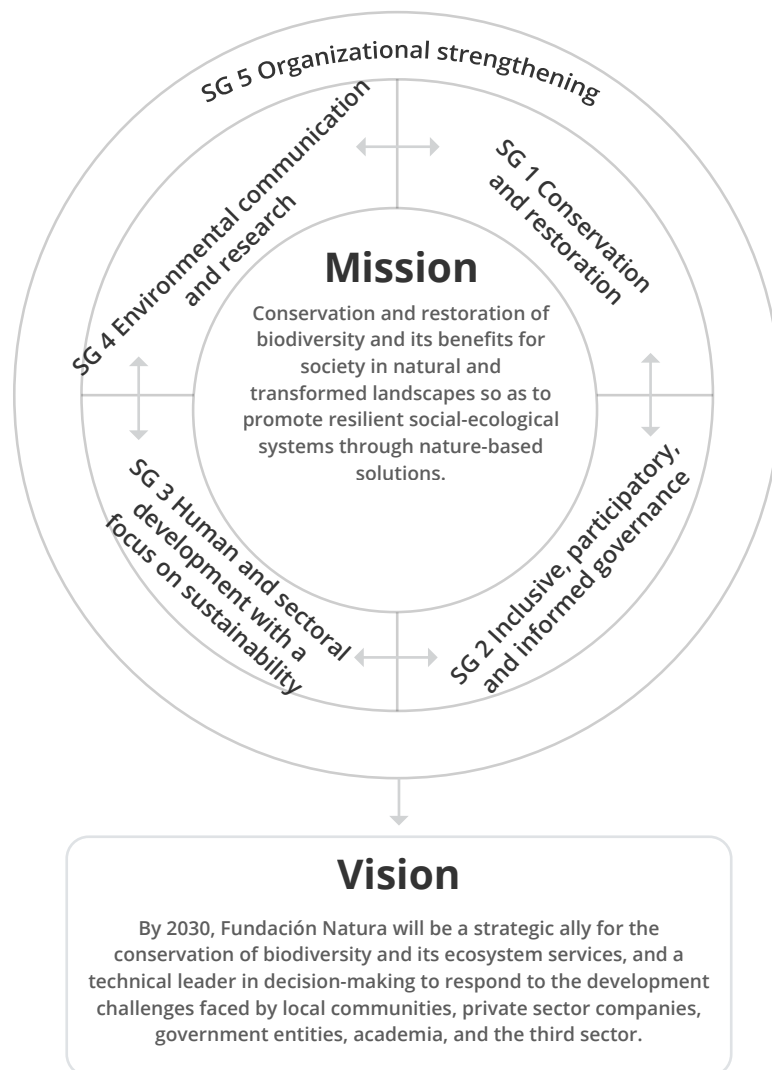 SG 5 Organizational strengthening
SG 4 Environmental communication
and research
SG 1 Conservation
and restoration
Mission
Conservation and restoration of
biodiversity and its benefits for
society in natural and
transformed landscapes so as to
promote resilient social-ecological
systems through nature-based
solutions.
SG 3 Human and sectoral
development with a
focus on sustainability
SG 2 Inclusive, participatory,
and informed governance
Vision
By 2030, Fundación Natura will be a strategic ally for the
conservation of biodiversity and its ecosystem services, and a
technical leader in decision-making to respond to the development
challenges faced by local communities, private sector companies,
government entities, academia, and the third sector.